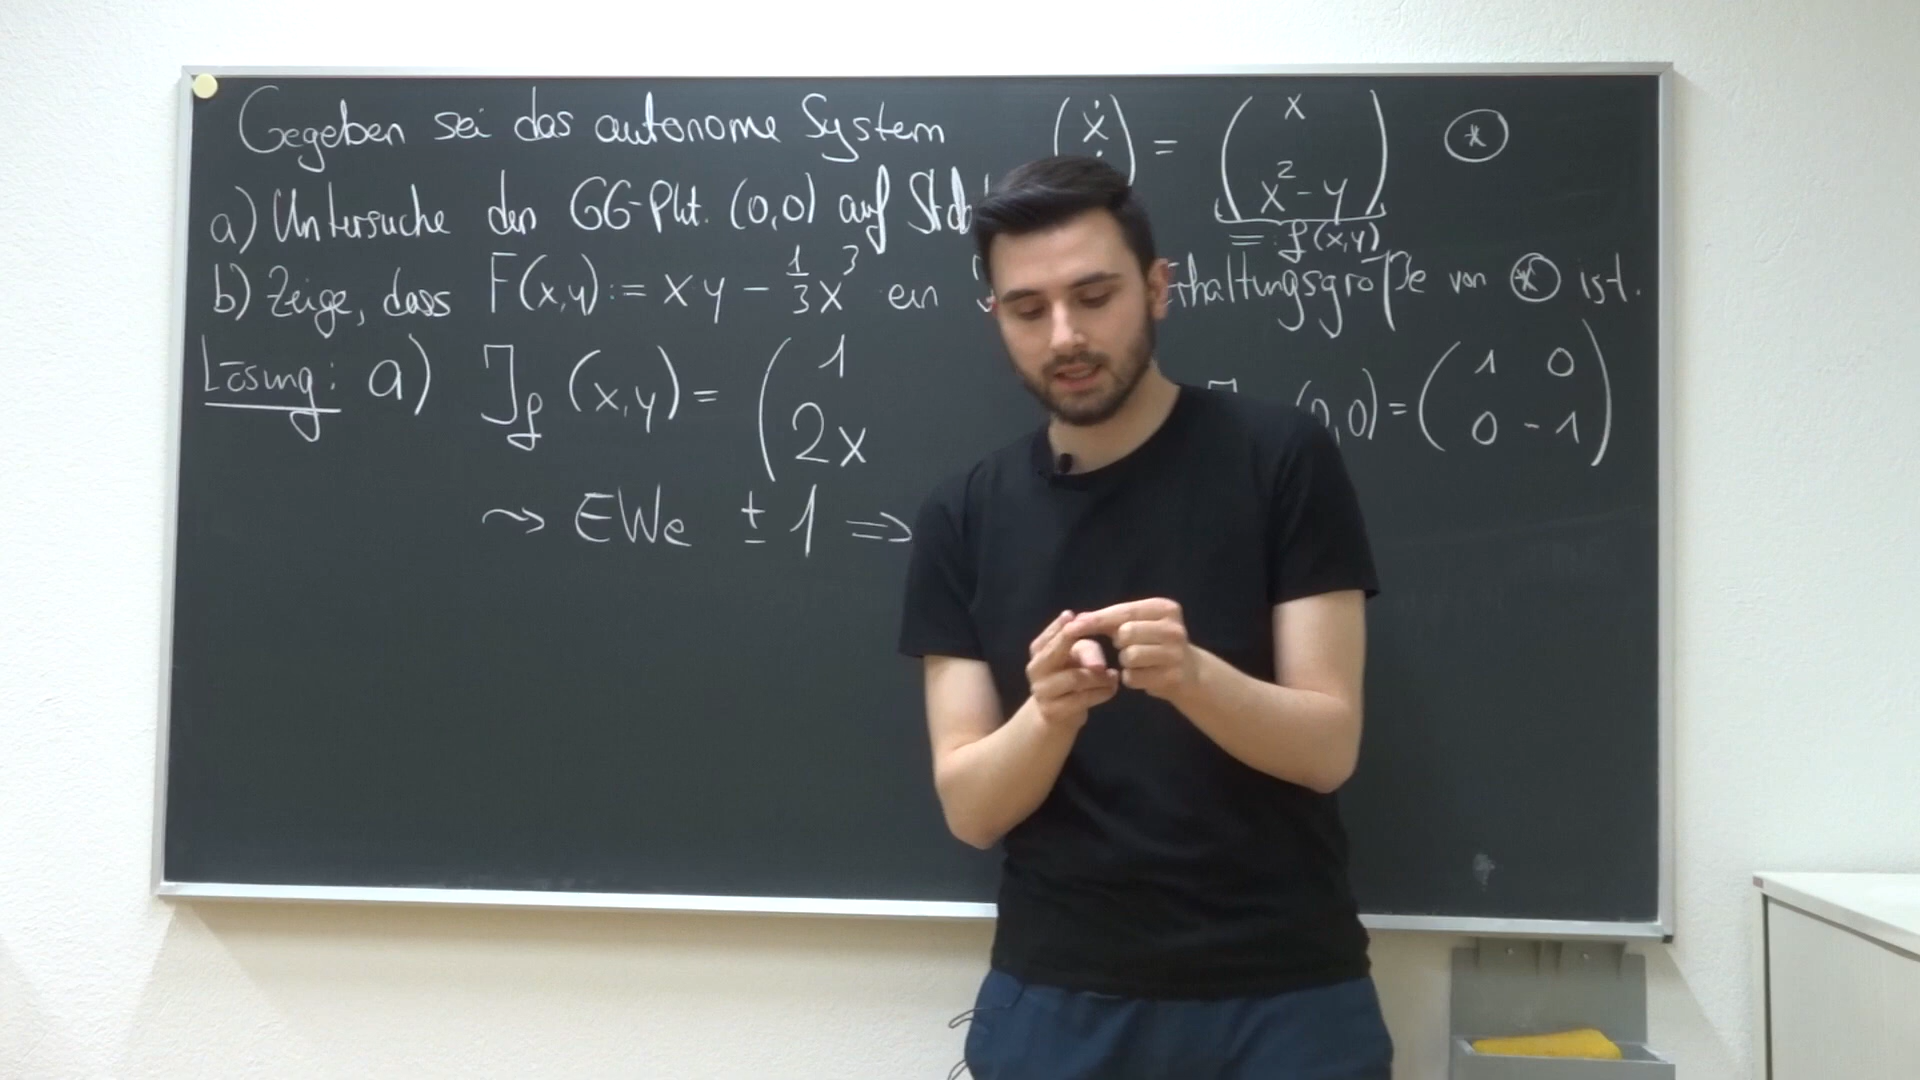 Gegeben sei das autonome System (ẋ) = (x x²-y) ⊛
=: f(x,y)
a) Untersuche den GG-Pkt. (0,0) auf
b) Zeige, dass F(x,y) := xy - 1/3 x³ ein Erhaltungsgröße von ⊛ ist.
Lösung: a) J_f (x,y) = (1 2x (0,0) = (1 0 0 -1)
⇝ EWe ± 1 ⇒